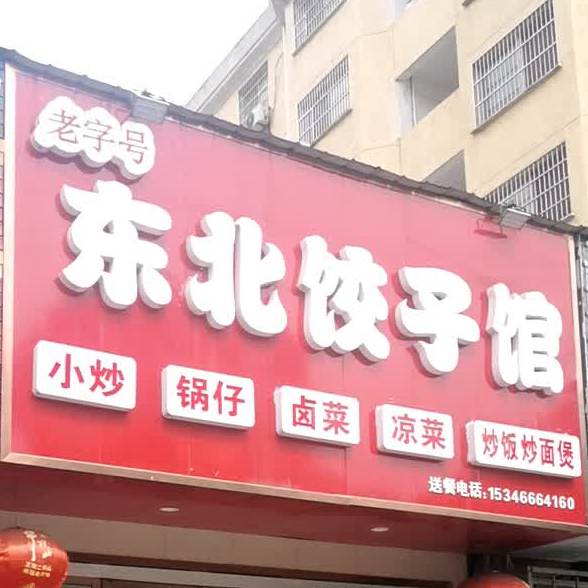 老字号
东北饺子馆
小炒 锅仔 卤菜 凉菜 炒饭炒面煲
送餐电话:15346664160